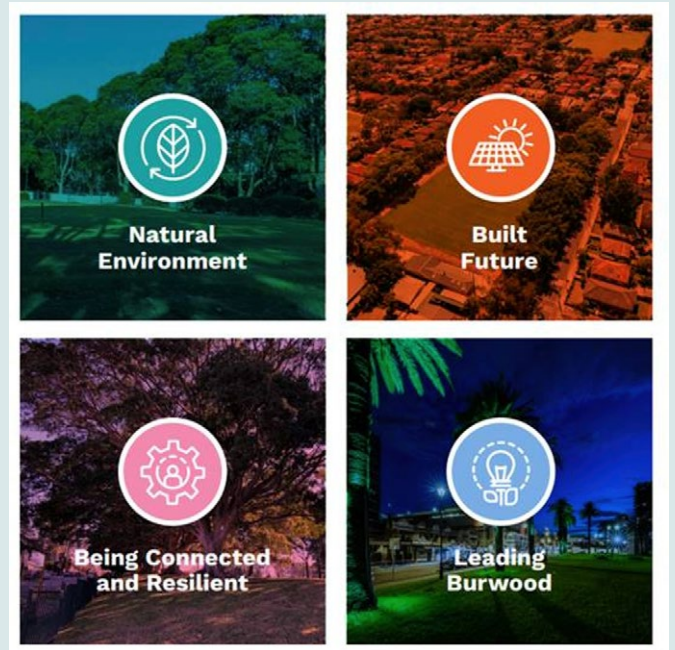 Natural
Environment
Built
Future
Being Connected
and Resilient
Leading
Burwood